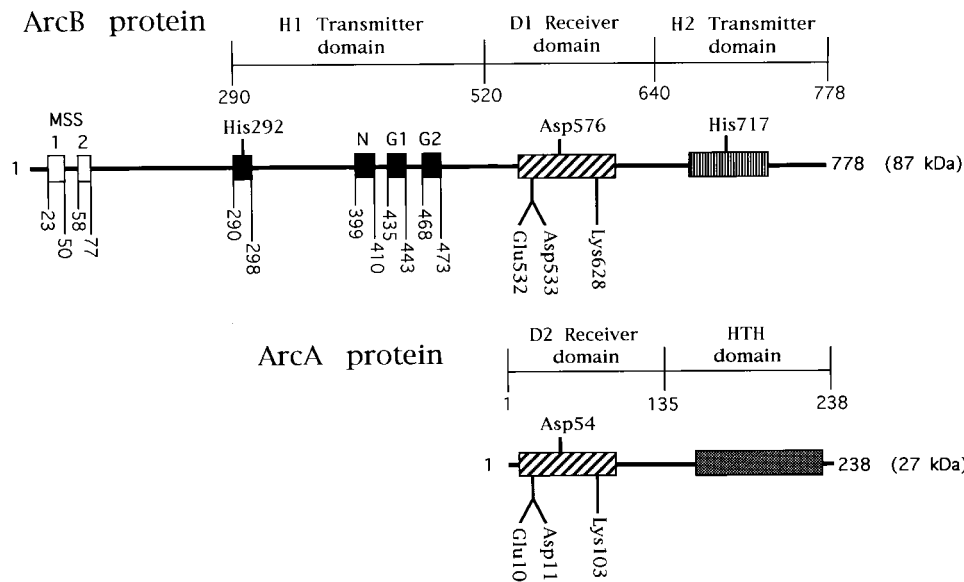 ArcB protein
H1 Transmitter domain
D1 Receiver domain
H2 Transmitter domain
290
520
640
778
MSS
1
2
His292
N
G1
G2
Asp576
His717
1
778 (87 kDa)
23
50
58
77
290
298
399
410
435
443
468
473
Glu532
Asp533
Lys628
ArcA protein
D2 Receiver domain
HTH domain
1
135
238
Asp54
1
238 (27 kDa)
Glu10
Asp11
Lys103